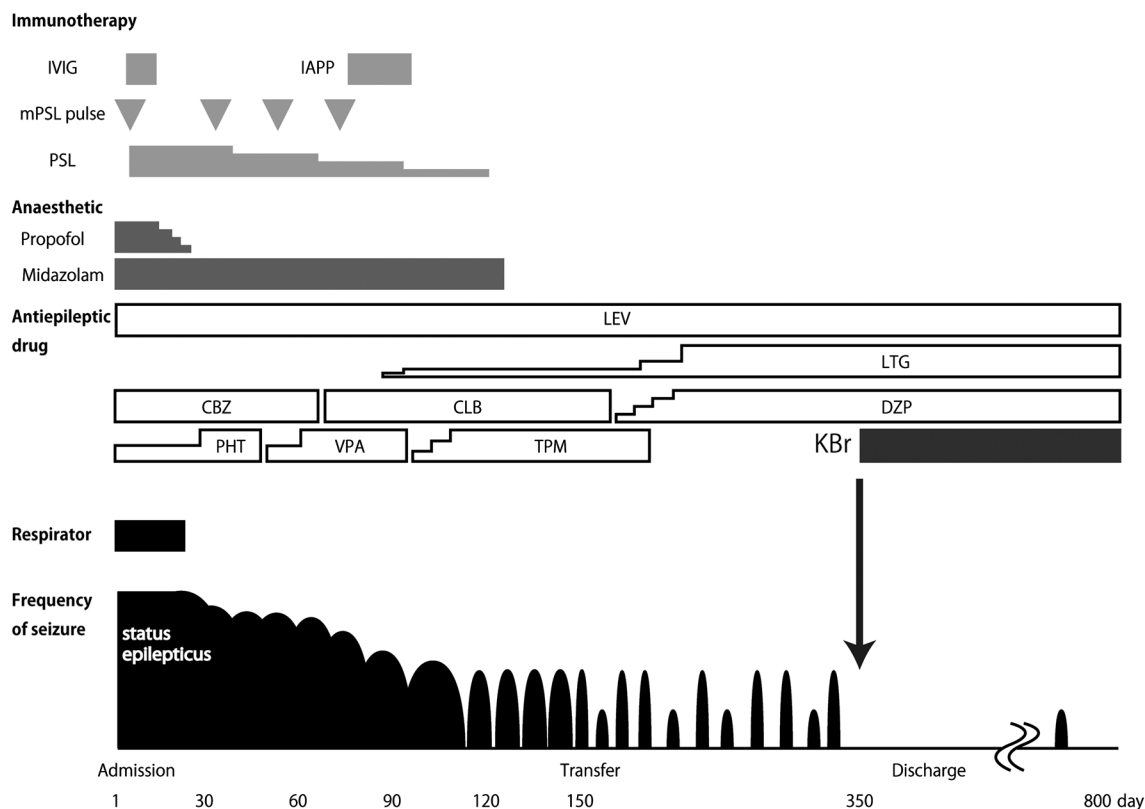 Immunotherapy
IVIG IAPP
mPSL pulse
PSL
Anaesthetic
Propofol
Midazolam
Antiepileptic
drug
LEV
LTG
CBZ CLB DZP
PHT VPA TPM KBr
Respirator
Frequency
of seizure
status
epilepticus
Admission Transfer Discharge
1 30 60 90 120 150 350 800 day